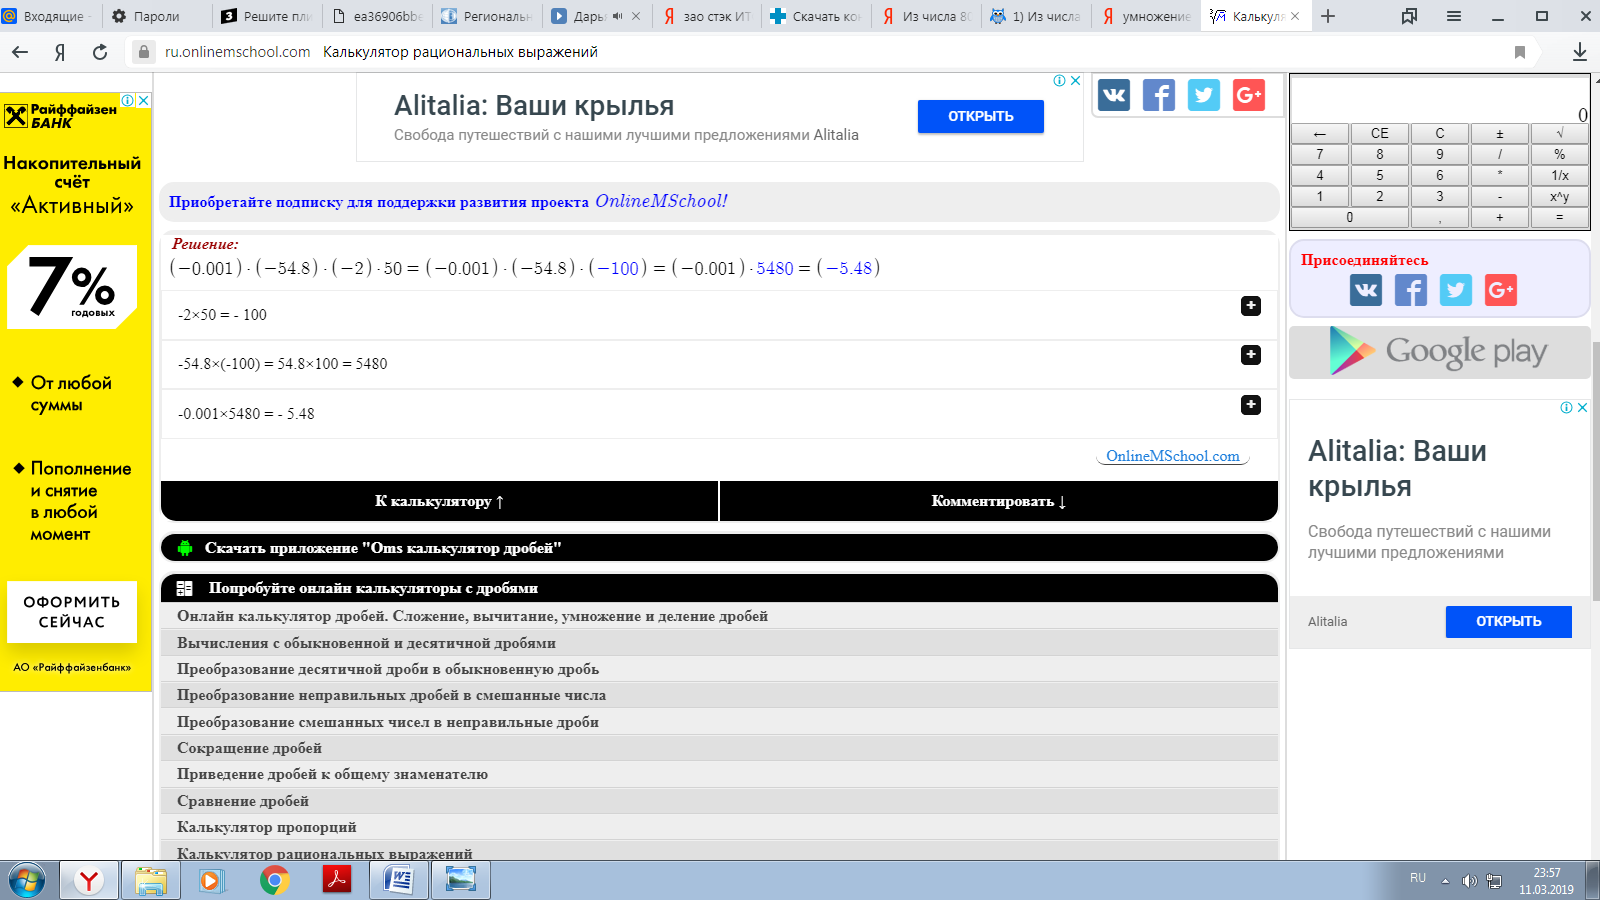 Входящие -
Пароли
Решите пли
ea36906bbe
Региональн
Дары
зао стэк ИТ
Скачать кон
Из числа 80
1) Из числа
умножение
Калькуля
ru.onlinemschool.com Калькулятор рациональных выражений
Райффайзен
БАНК
Накопительный
счёт
«Активный»
7%
годовых
От любой
суммы
Пополнение
и снятие
в любой
момент
ОФОРМИТЬ
СЕЙЧАС
АО «Райффайзенбанк»
Alitalia: Ваши крылья
Свобода путешествий с нашими лучшими предложениями Alitalia
ОТКРЫТЬ
Приобретайте подписку для поддержки развития проекта OnlineMSchool!
Решение:
(−0.001) · (−54.8) · (−2) · 50 = (−0.001) · (−54.8) · (−100) = (−0.001) · 5480 = (−5.48)
-2×50 = - 100
-54.8×(-100) = 54.8×100 = 5480
-0.001×5480 = - 5.48
OnlineMSchool.com
К калькулятору ↑
Комментировать ↓
Скачать приложение "Oms калькулятор дробей"
Попробуйте онлайн калькуляторы с дробями
Онлайн калькулятор дробей. Сложение, вычитание, умножение и деление дробей
Вычисления с обыкновенной и десятичной дробями
Преобразование десятичной дроби в обыкновенную дробь
Преобразование неправильных дробей в смешанные числа
Преобразование смешанных чисел в неправильные дроби
Сокращение дробей
Приведение дробей к общему знаменателю
Сравнение дробей
Калькулятор пропорций
Калькулятор рациональных выражений
0
← CE C ± √
7 8 9 / %
4 5 6 * 1/x
1 2 3 - x^y
0 , + =
Присоединяйтесь
Google play
Alitalia: Ваши
крылья
Свобода путешествий с нашими
лучшими предложениями
Alitalia
ОТКРЫТЬ
RU
23:57
11.03.2019